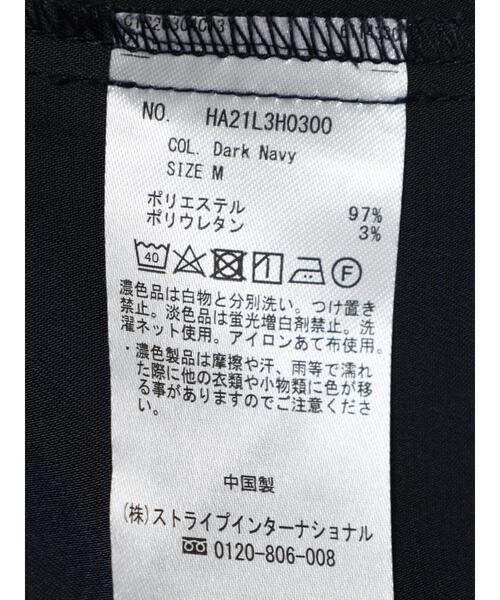 NO. HA21L3H0300
COL. Dark Navy
SIZE M
ポリエステル 97%
ポリウレタン 3%
40 F
濃色品は白物と分別洗い。つけ置き
禁止。淡色品は蛍光増白剤禁止。洗
濯ネット使用。アイロンあて布使用。
・濃色製品は摩擦や汗、雨等で濡れ
た際に他の衣類や小物類に色が移
る事がありますのでご注意くださ
い。
中国製
(株)ストライプインターナショナル
0120-806-008